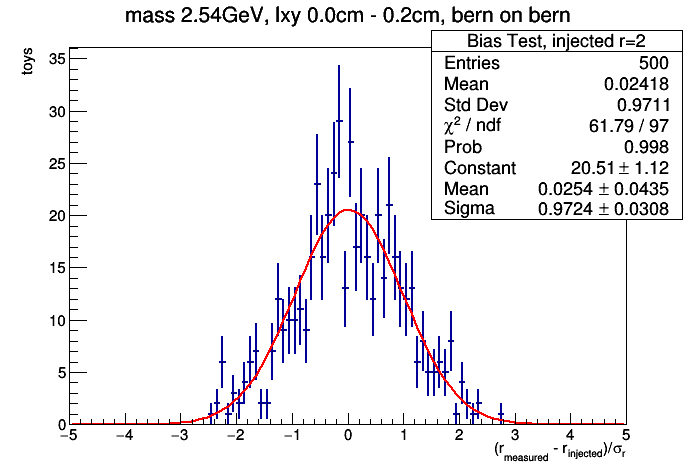 mass 2.54GeV, lxy 0.0cm - 0.2cm, bern on bern
Bias Test, injected r=2
Entries 500
Mean 0.02418
Std Dev 0.9711
χ² / ndf 61.79 / 97
Prob 0.998
Constant 20.51 ± 1.12
Mean 0.0254 ± 0.0435
Sigma 0.9724 ± 0.0308
toys
35
30
25
20
15
10
5
0
−5 −4 −3 −2 −1 0 1 2 3 4 5
(r_measured - r_injected)/σ_r